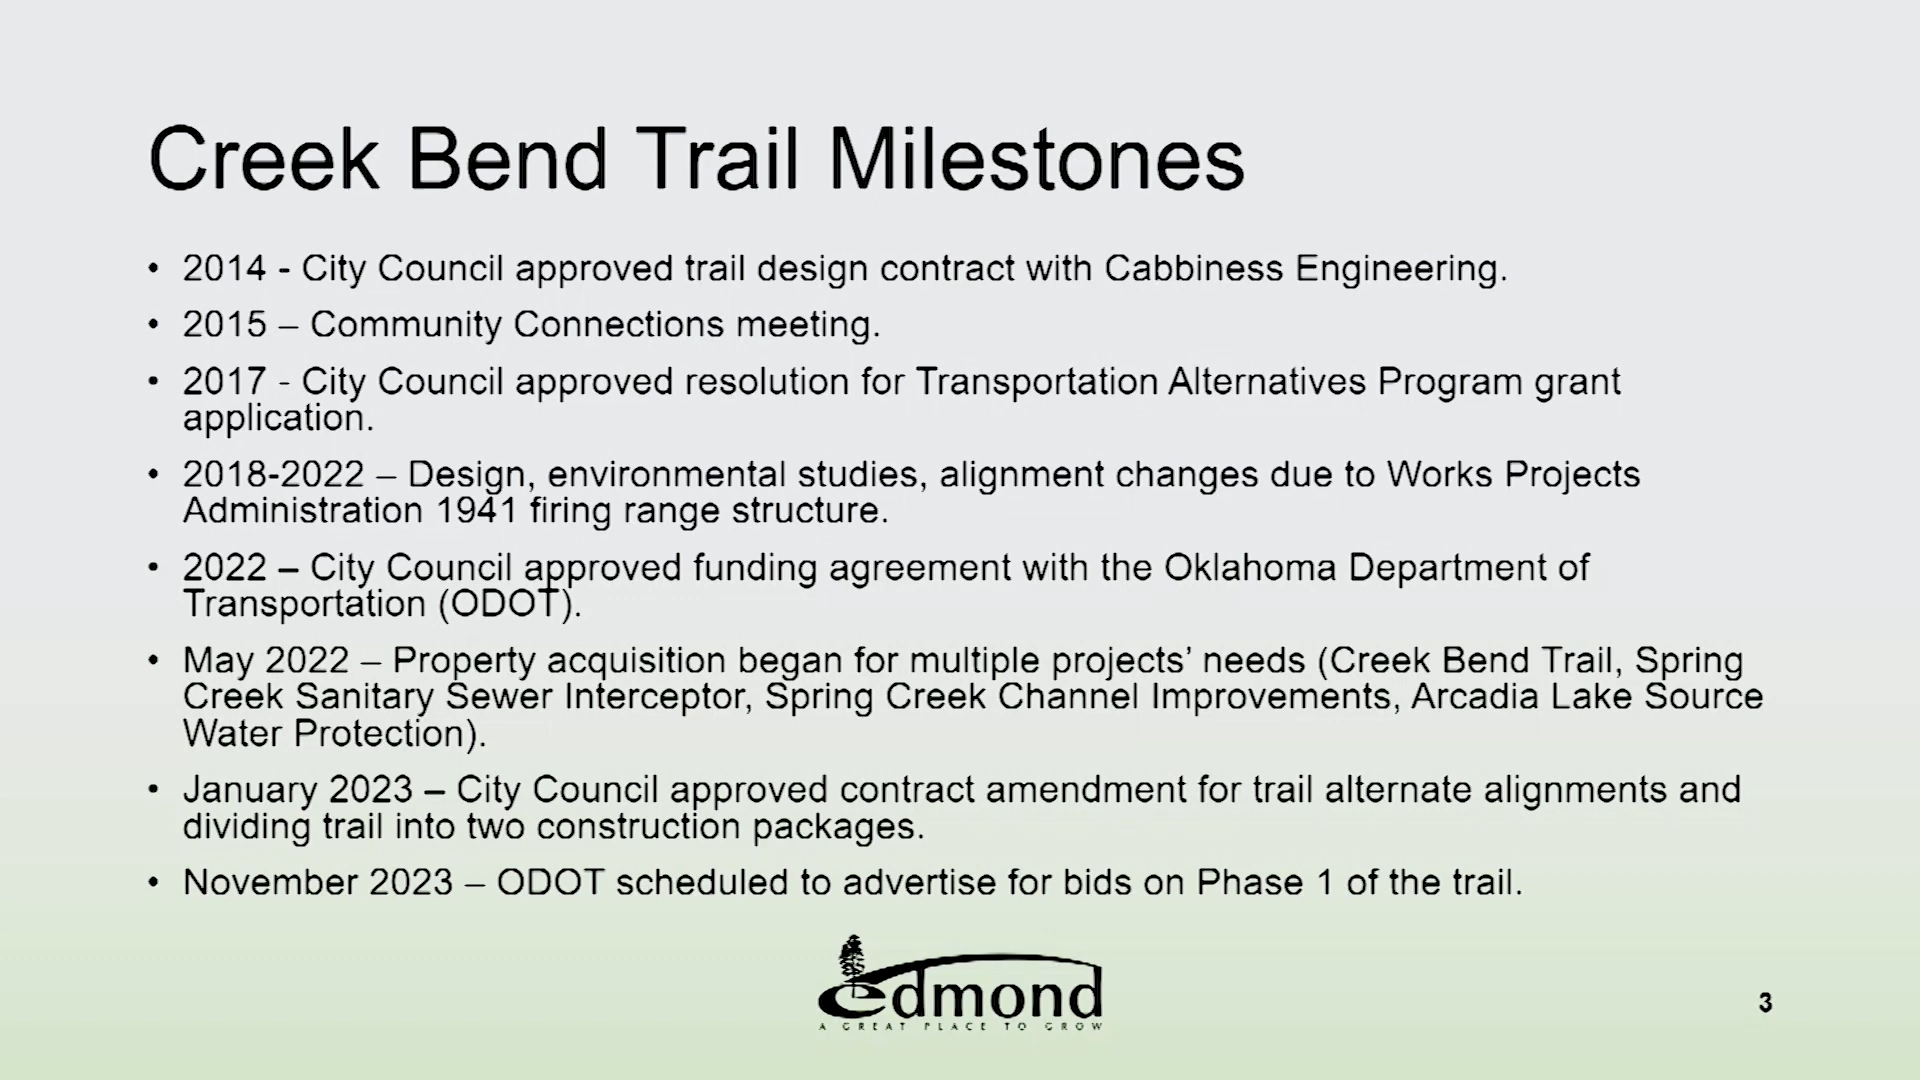 Creek Bend Trail Milestones
• 2014 - City Council approved trail design contract with Cabbiness Engineering.
• 2015 – Community Connections meeting.
• 2017 - City Council approved resolution for Transportation Alternatives Program grant
application.
• 2018-2022 – Design, environmental studies, alignment changes due to Works Projects
Administration 1941 firing range structure.
• 2022 – City Council approved funding agreement with the Oklahoma Department of
Transportation (ODOT).
• May 2022 – Property acquisition began for multiple projects’ needs (Creek Bend Trail, Spring
Creek Sanitary Sewer Interceptor, Spring Creek Channel Improvements, Arcadia Lake Source
Water Protection).
• January 2023 – City Council approved contract amendment for trail alternate alignments and
dividing trail into two construction packages.
• November 2023 – ODOT scheduled to advertise for bids on Phase 1 of the trail.
edmond
A GREAT PLACE TO GROW
3